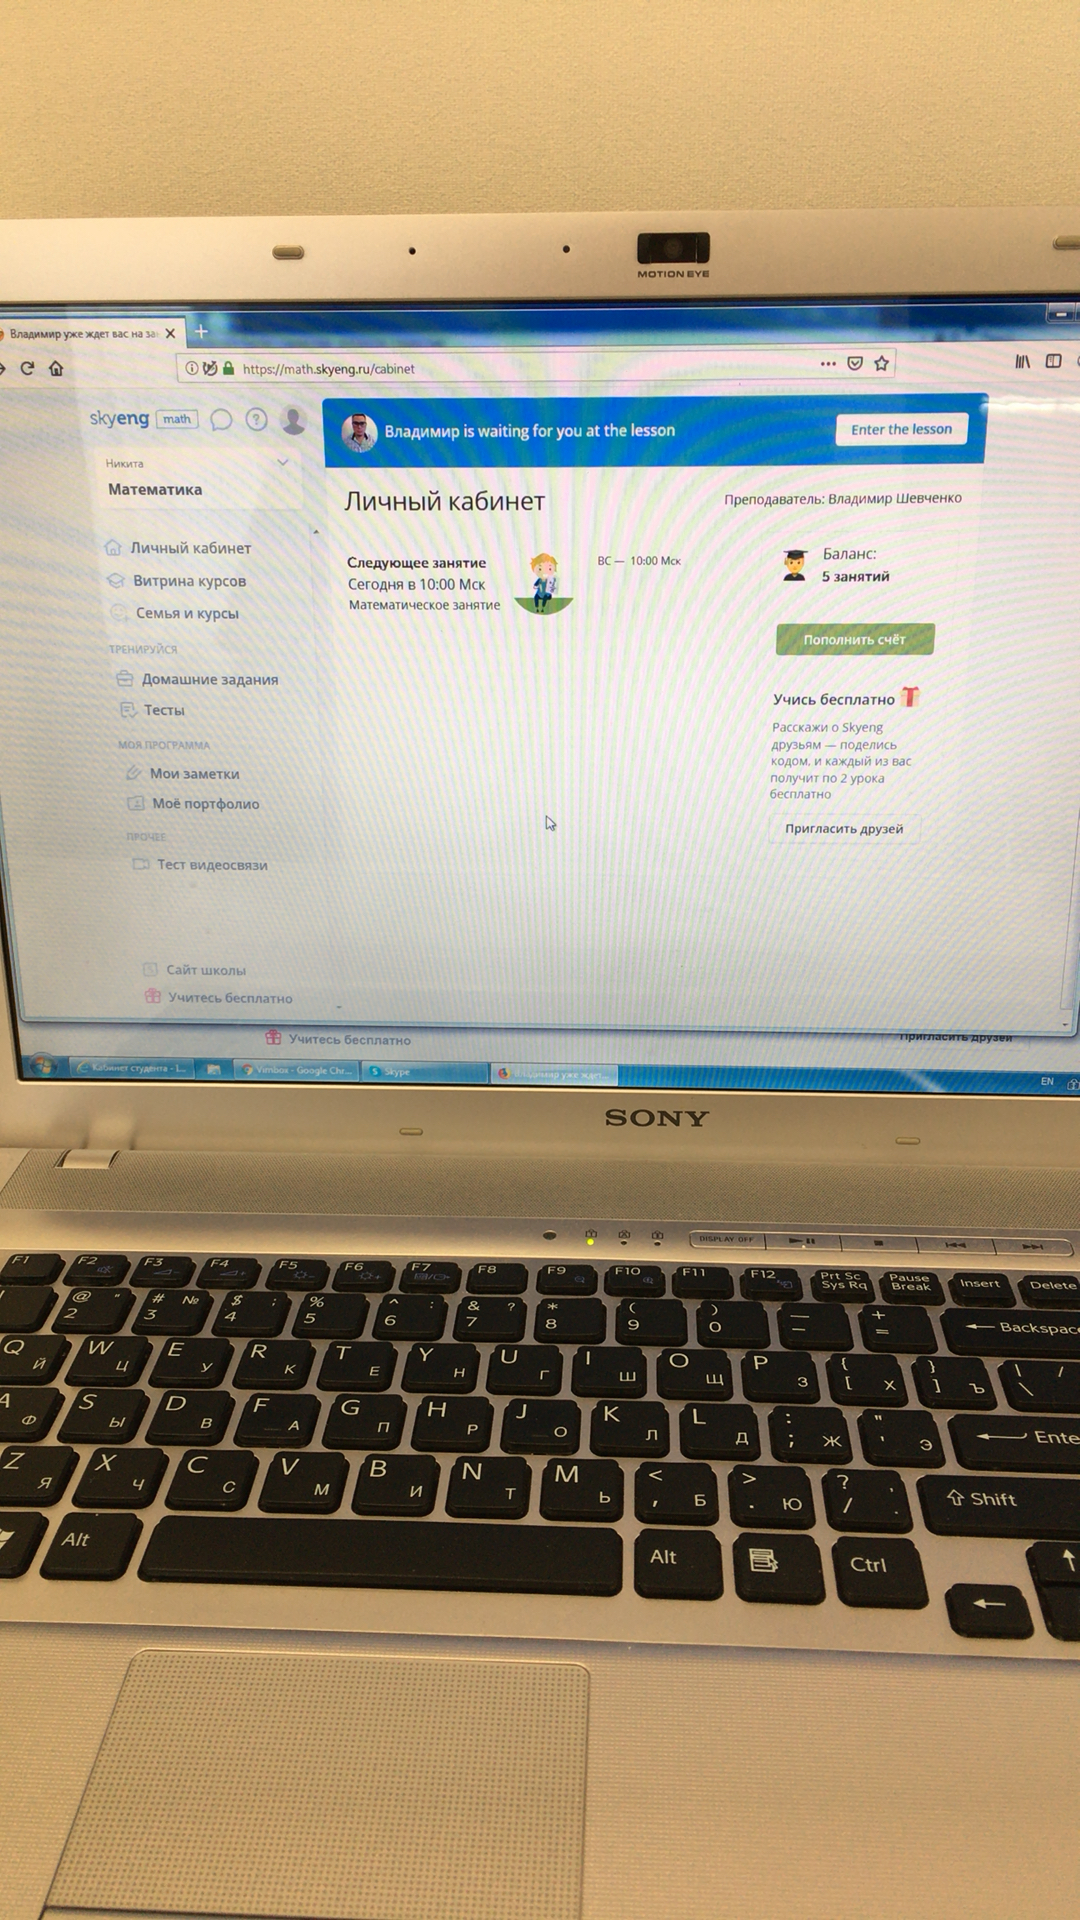 MOTION EYE
Владимир уже ждет вас на за
https://math.skyeng.ru/cabinet
skyeng math
Владимир is waiting for you at the lesson
Enter the lesson
Никита
Математика
Личный кабинет
Преподаватель: Владимир Шевченко
Личный кабинет
Витрина курсов
Семья и курсы
ТРЕНИРУЙСЯ
Домашние задания
Тесты
МОЯ ПРОГРАММА
Мои заметки
Моё портфолио
ПРОЧЕЕ
Тест видеосвязи
Сайт школы
Учитесь бесплатно
Следующее занятие
Сегодня в 10:00 Мск
Математическое занятие
ВС — 10:00 Мск
Баланс:
5 занятий
Пополнить счёт
Учись бесплатно
Расскажи о Skyeng
друзьям — поделись
кодом, и каждый из вас
получит по 2 урока
бесплатно
Пригласить друзей
Учитесь бесплатно
Пригласить друзей
Кабинет студента - I...
Vimbox - Google Chr...
Skype
Владимир уже ждет...
EN
SONY
DISPLAY OFF
F1 F2 F3 F4 F5 F6 F7 F8 F9 F10 F11 F12 Prt Sc Sys Rq Pause Break Insert Delete
@ " 2 # № 3 $ ; 4 % 5 ^ : 6 & ? 7 * 8 ( 9 ) 0 — – + = ← Backspace
Q Й W Ц E У R К T Е Y Н U Г I Ш O Щ P З { [ Х } ] Ъ | \ /
A Ф S Ы D В F А G П H Р J О K Л L Д : ; Ж " ' Э ← Ente
Z Я X Ч C С V М B И N Т M Ь < , Б > . Ю ? / , . ⇧ Shift
Alt Alt Ctrl ↑
←